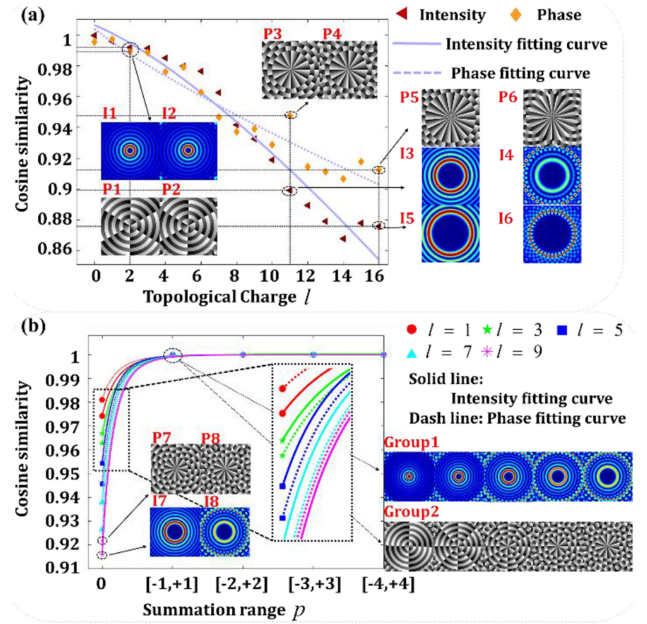 (a)
Intensity
Phase
Intensity fitting curve
Phase fitting curve
P3 P4
P5 P6
I1 I2
I3 I4
P1 P2
I5 I6
Cosine similarity
1
0.98
0.96
0.94
0.92
0.9
0.88
0.86
0 2 4 6 8 10 12 14 16
Topological Charge l
(b)
l = 1 l = 3 l = 5
l = 7 l = 9
Solid line:
Intensity fitting curve
Dash line: Phase fitting curve
Cosine similarity
1
0.99
0.98
0.97
0.96
0.95
0.94
0.93
0.92
0.91
P7 P8
I7 I8
Group1
Group2
0 [-1,+1] [-2,+2] [-3,+3] [-4,+4]
Summation range p